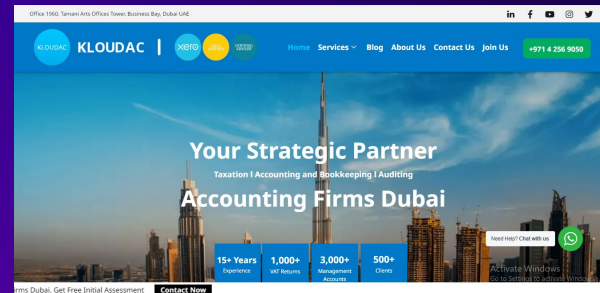 Office 1960, Tamani Arts Offices Tower, Business Bay, Dubai UAE
KLOUDAC KLOUDAC | xero
Home Services Blog About Us Contact Us Join Us +971 4 256 9050
Your Strategic Partner
Taxation I Accounting and Bookkeeping I Auditing
Accounting Firms Dubai
15+ Years 1,000+ 3,000+ 500+
Experience VAT Returns Management Accounts Clients
Need Help? Chat with us
Activate Windows
Go to Settings to activate Windows
rms Dubai. Get Free Initial Assessment Contact Now